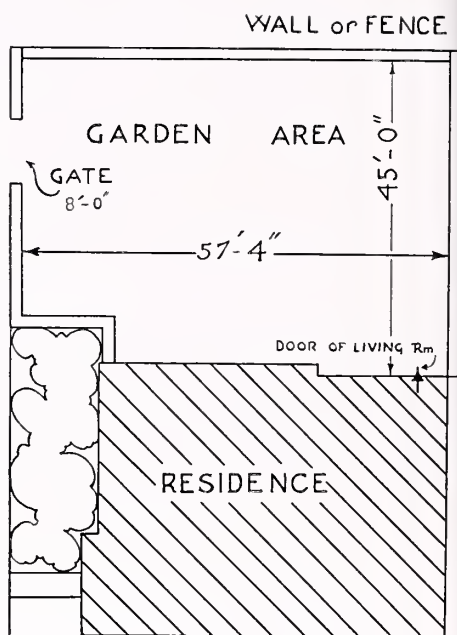 WALL or FENCE
GARDEN AREA
45'-0"
GATE
8'-0"
57'-4"
DOOR OF LIVING Rm
RESIDENCE